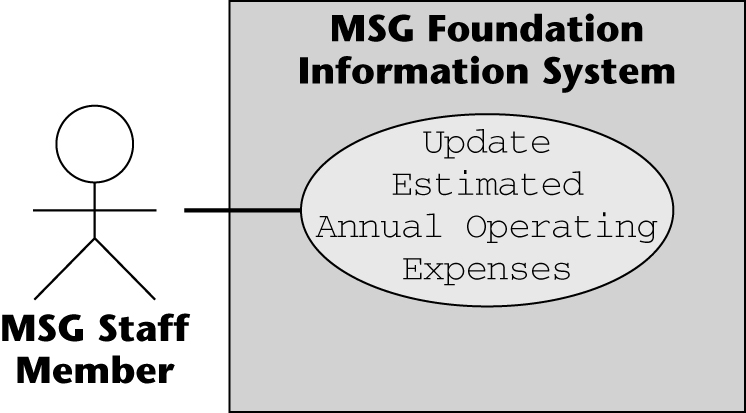 MSG Foundation
Information System
Update
Estimated
Annual Operating
Expenses
MSG Staff
Member